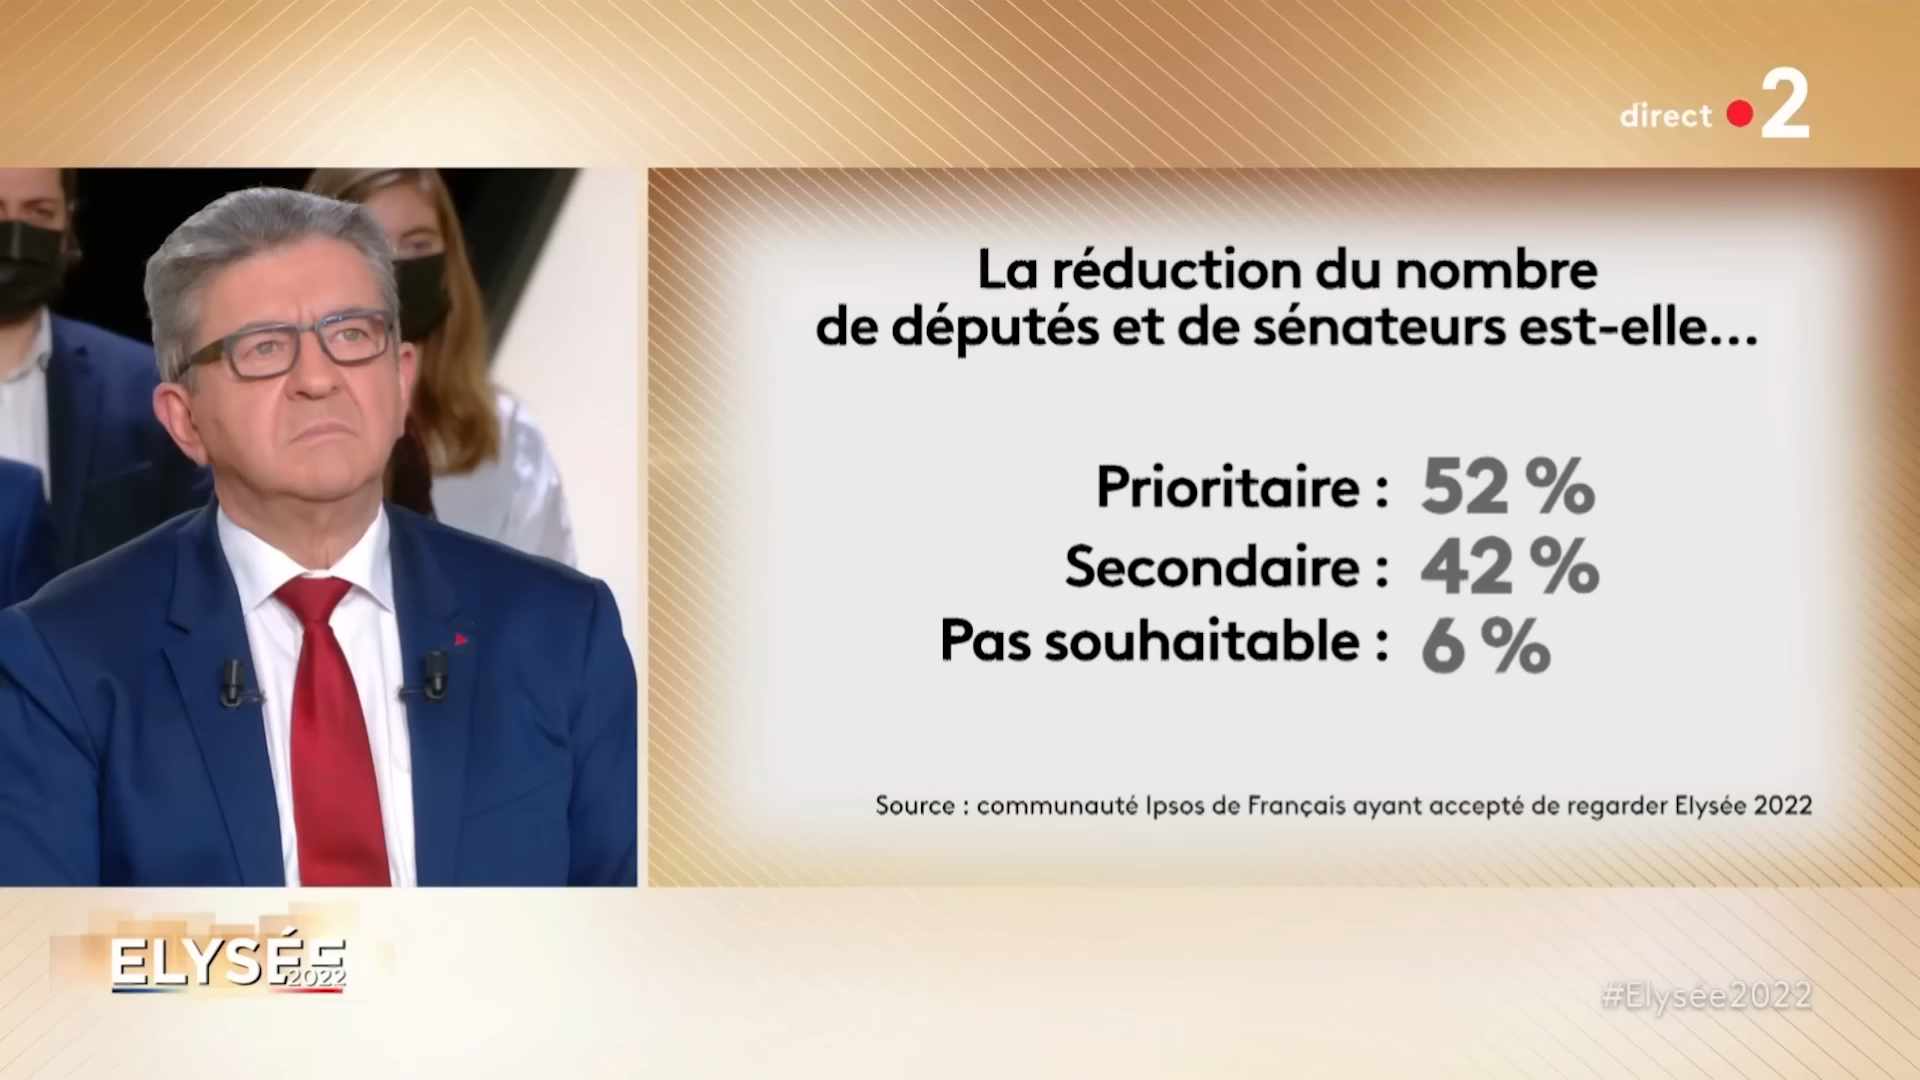 direct 2
La réduction du nombre
de députés et de sénateurs est-elle...
Prioritaire : 52 %
Secondaire : 42 %
Pas souhaitable : 6 %
Source : communauté Ipsos de Français ayant accepté de regarder Elysée 2022
ELYSÉE
2022
#Elysée2022